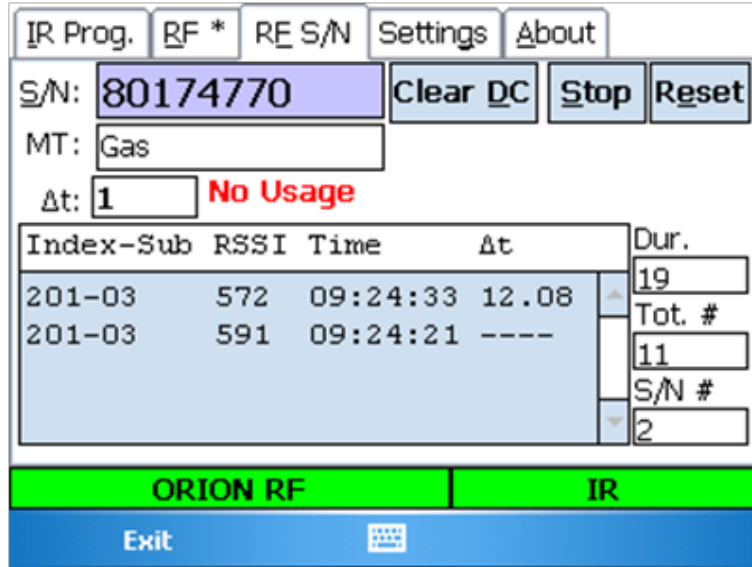 IR Prog. RF * RF S/N Settings About
S/N: 80174770 Clear DC Stop Reset
MT: Gas
Δt: 1 No Usage
Index-Sub RSSI Time Δt
201-03 572 09:24:33 12.08
201-03 591 09:24:21 ----
Dur.
19
Tot. #
11
S/N #
2
ORION RF IR
Exit